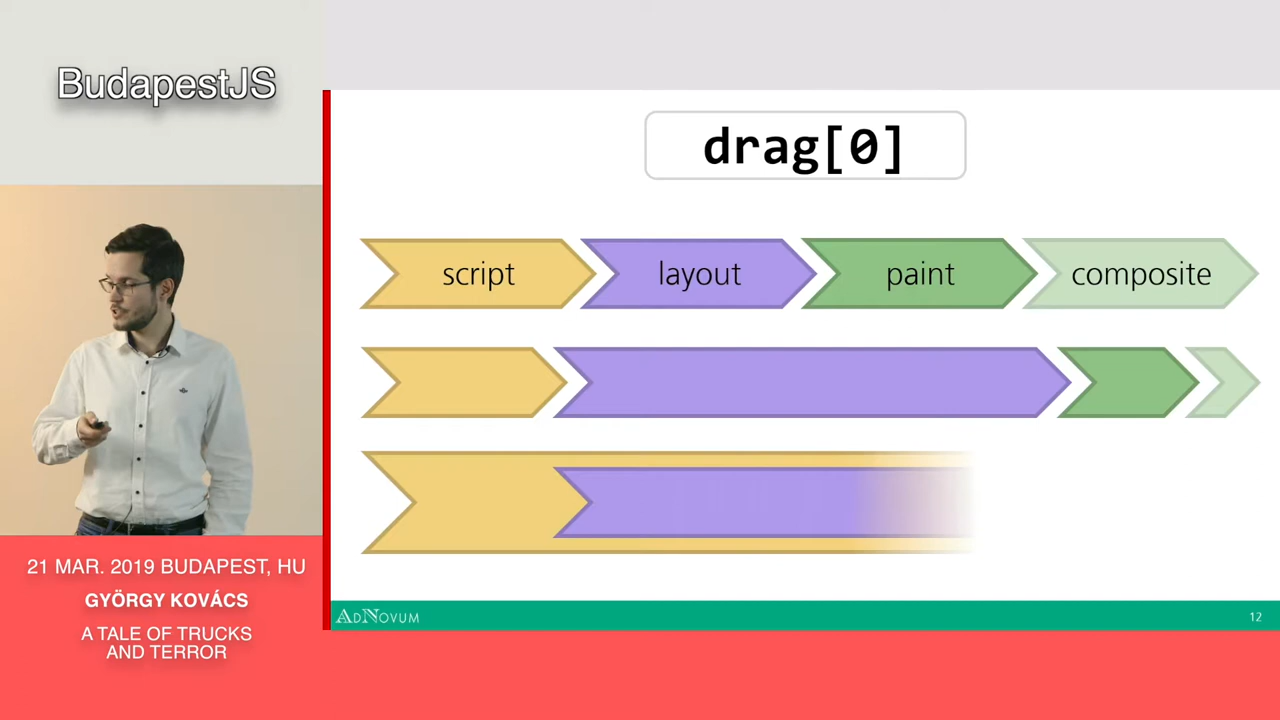 BudapestJS
drag[0]
script
layout
paint
composite
21 MAR. 2019 BUDAPEST, HU
GYÖRGY KOVÁCS
A TALE OF TRUCKS
AND TERROR
ADNOVUM
12